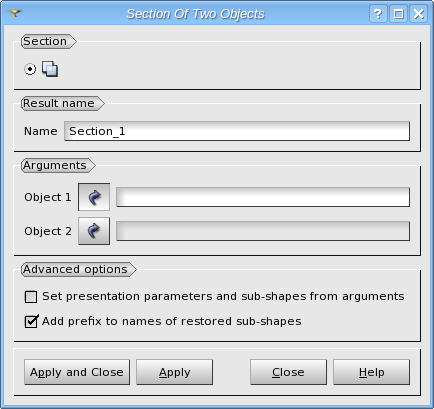 Section Of Two Objects
Section
Result name
Name Section_1
Arguments
Object 1
Object 2
Advanced options
Set presentation parameters and sub-shapes from arguments
Add prefix to names of restored sub-shapes
Apply and Close Apply Close Help